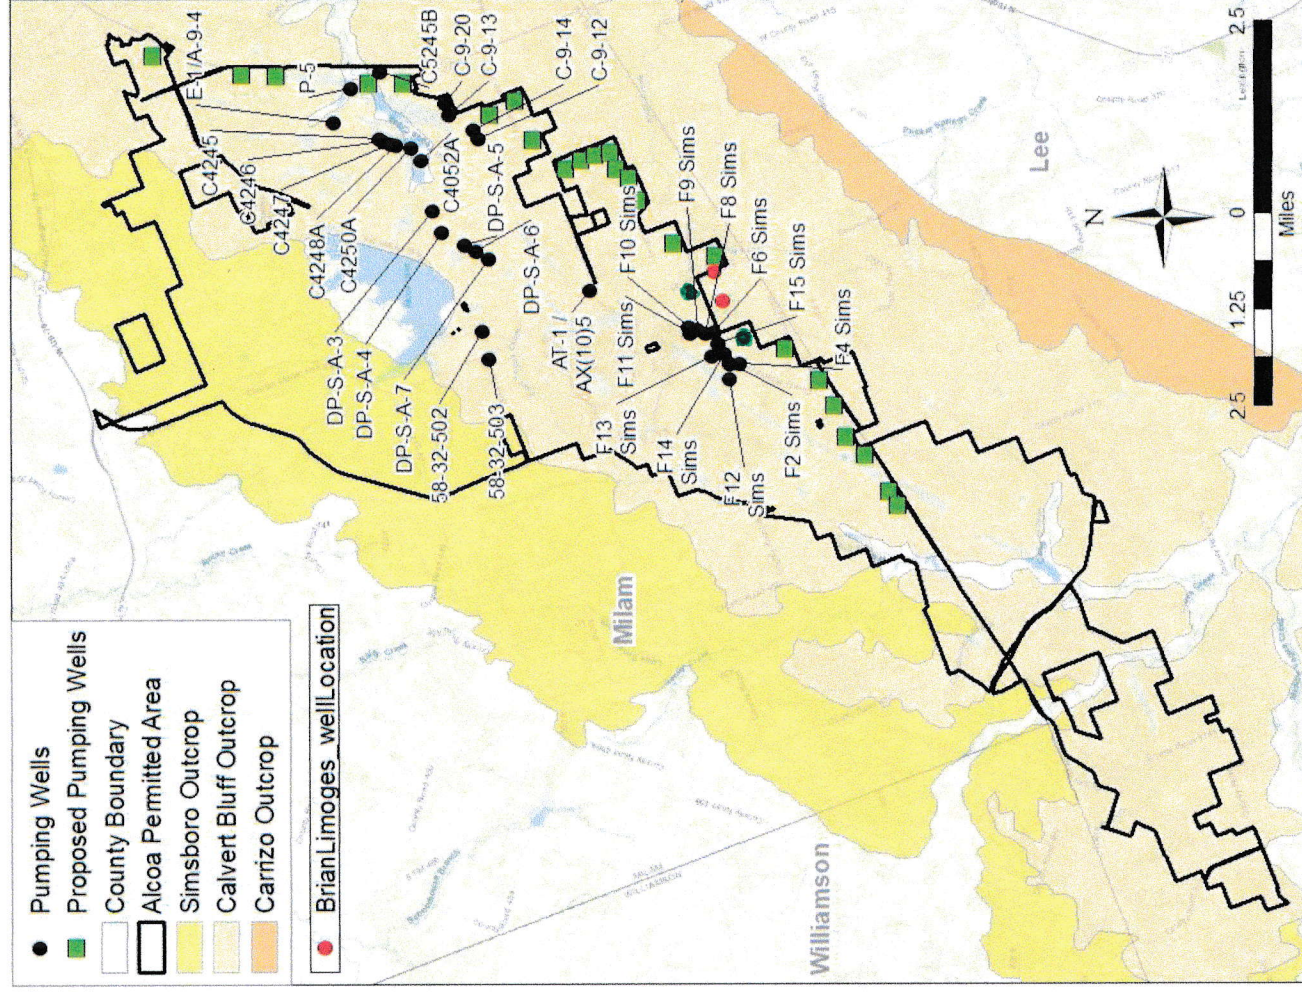 Pumping Wells
Proposed Pumping Wells
County Boundary
Alcoa Permitted Area
Simsboro Outcrop
Calvert Bluff Outcrop
Carrizo Outcrop
BrianLimoges_wellLocation
E-1/A-9-4
P-5
C4245
C4246
C4247
C4248A
C4250A
C5245B
C-9-20
C-9-13
C-9-14
C-9-12
C4052A
DP-S-A-5
DP-S-A-6
DP-S-A-3
DP-S-A-4
DP-S-A-7
58-32-502
58-32-503
AT-1 /
AX(10)5
F10 Sims
F9 Sims
F8 Sims
F6 Sims
F15 Sims
F4 Sims
F11 Sims
F13
Sims
F14
Sims
F12
Sims
F2 Sims
Milam
Williamson
Lee
N
2.5
1.25
0
2.5
Miles